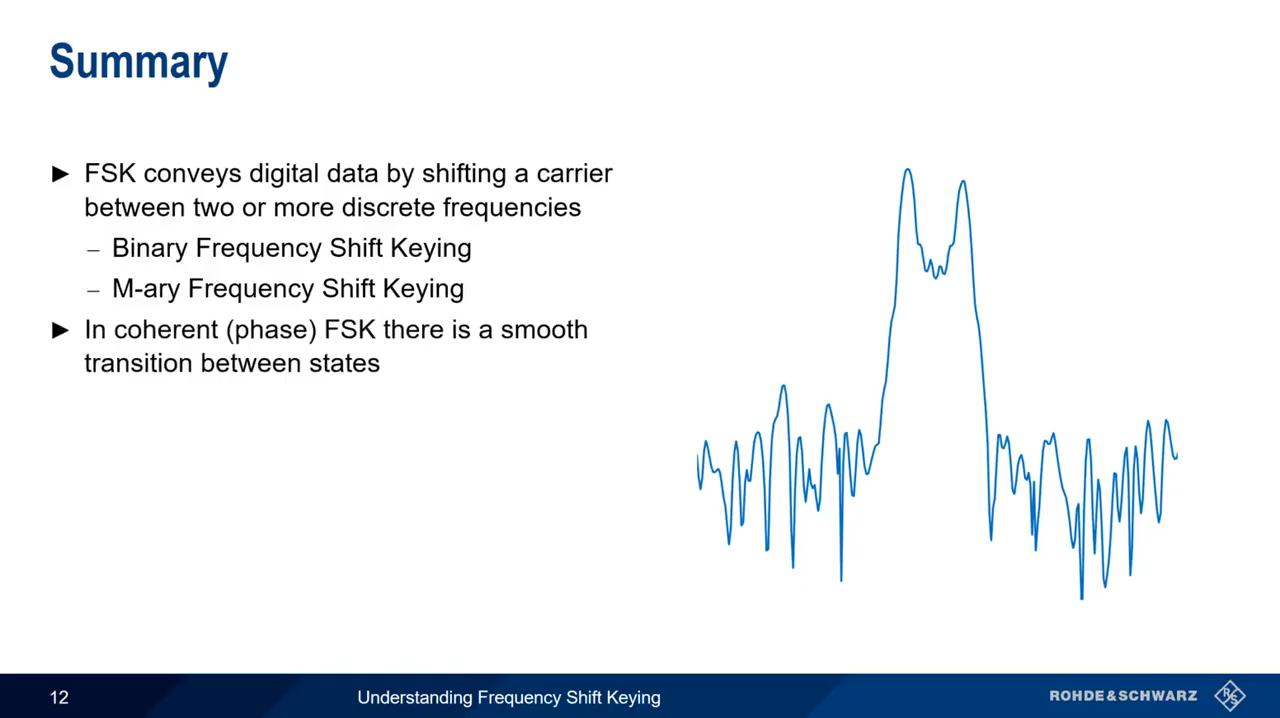 Summary
► FSK conveys digital data by shifting a carrier
between two or more discrete frequencies
– Binary Frequency Shift Keying
– M-ary Frequency Shift Keying
► In coherent (phase) FSK there is a smooth
transition between states
12
Understanding Frequency Shift Keying
ROHDE&SCHWARZ
R&S